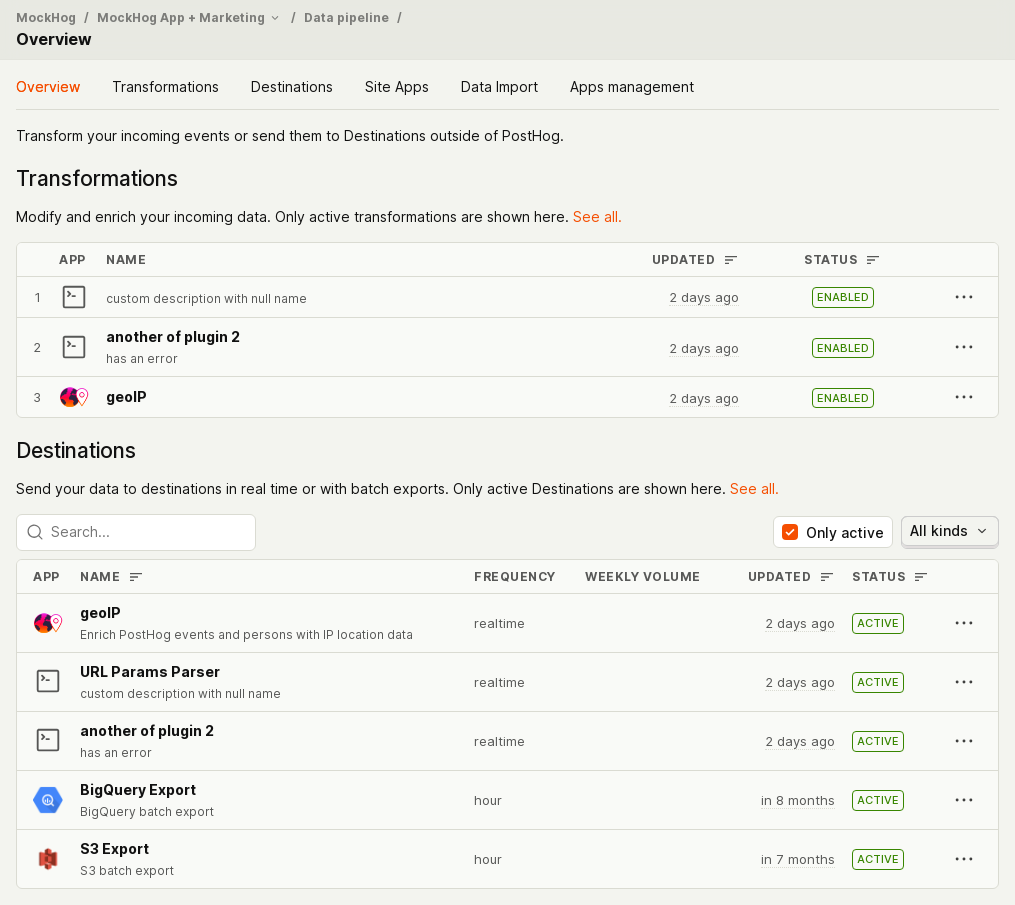 MockHog / MockHog App + Marketing / Data pipeline /
Overview
Overview Transformations Destinations Site Apps Data Import Apps management
Transform your incoming events or send them to Destinations outside of PostHog.
Transformations
Modify and enrich your incoming data. Only active transformations are shown here. See all.
APP NAME UPDATED STATUS
1 custom description with null name 2 days ago ENABLED
another of plugin 2
2 has an error 2 days ago ENABLED
3 geoIP 2 days ago ENABLED
Destinations
Send your data to destinations in real time or with batch exports. Only active Destinations are shown here. See all.
Search... Only active All kinds
APP NAME FREQUENCY WEEKLY VOLUME UPDATED STATUS
geoIP
Enrich PostHog events and persons with IP location data realtime 2 days ago ACTIVE
URL Params Parser
custom description with null name realtime 2 days ago ACTIVE
another of plugin 2
has an error realtime 2 days ago ACTIVE
BigQuery Export
BigQuery batch export hour in 8 months ACTIVE
S3 Export
S3 batch export hour in 7 months ACTIVE